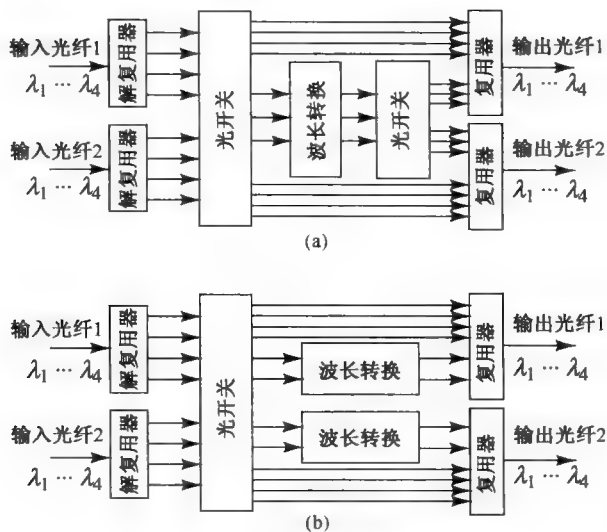 输入光纤1
λ₁ … λ₄
解复用器
输入光纤2
λ₁ … λ₄
解复用器
光开关
波长转换
光开关
复用器
输出光纤1
λ₁ … λ₄
复用器
输出光纤2
λ₁ … λ₄
(a)
输入光纤1
λ₁ … λ₄
解复用器
输入光纤2
λ₁ … λ₄
解复用器
光开关
波长转换
波长转换
复用器
输出光纤1
λ₁ … λ₄
复用器
输出光纤2
λ₁ … λ₄
(b)